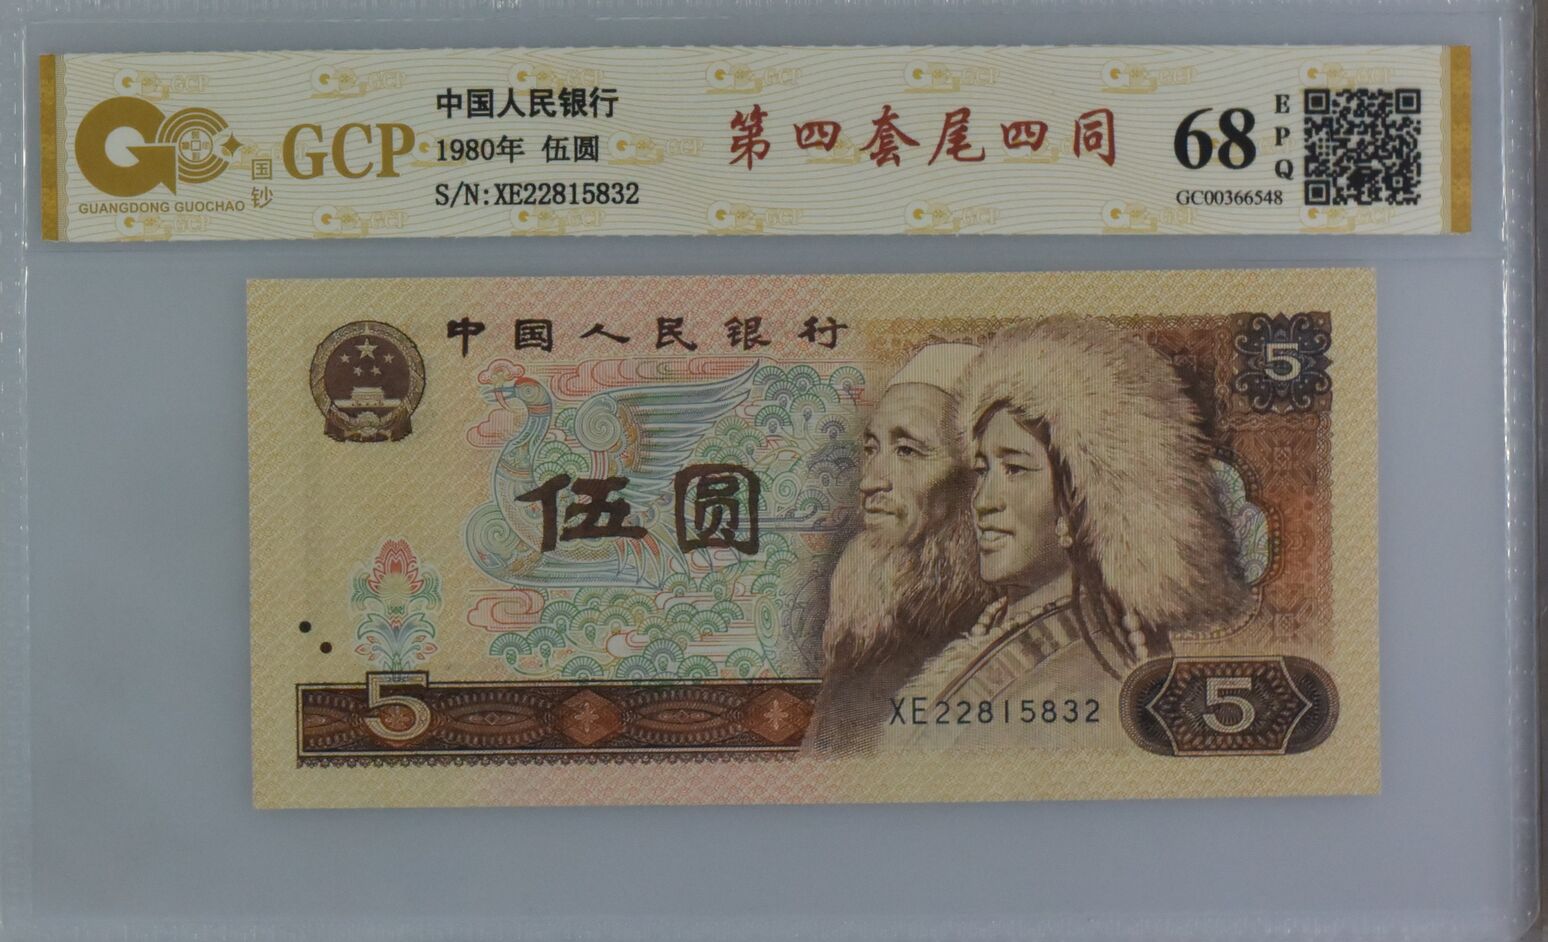 GCP
国钞
GUANGDONG GUOCHAO
中国人民银行
1980年 伍圆
S/N:XE22815832
第四套尾四同
68
EPQ
GC00366548
中国人民银行
5
伍圆
5
XE22815832
5